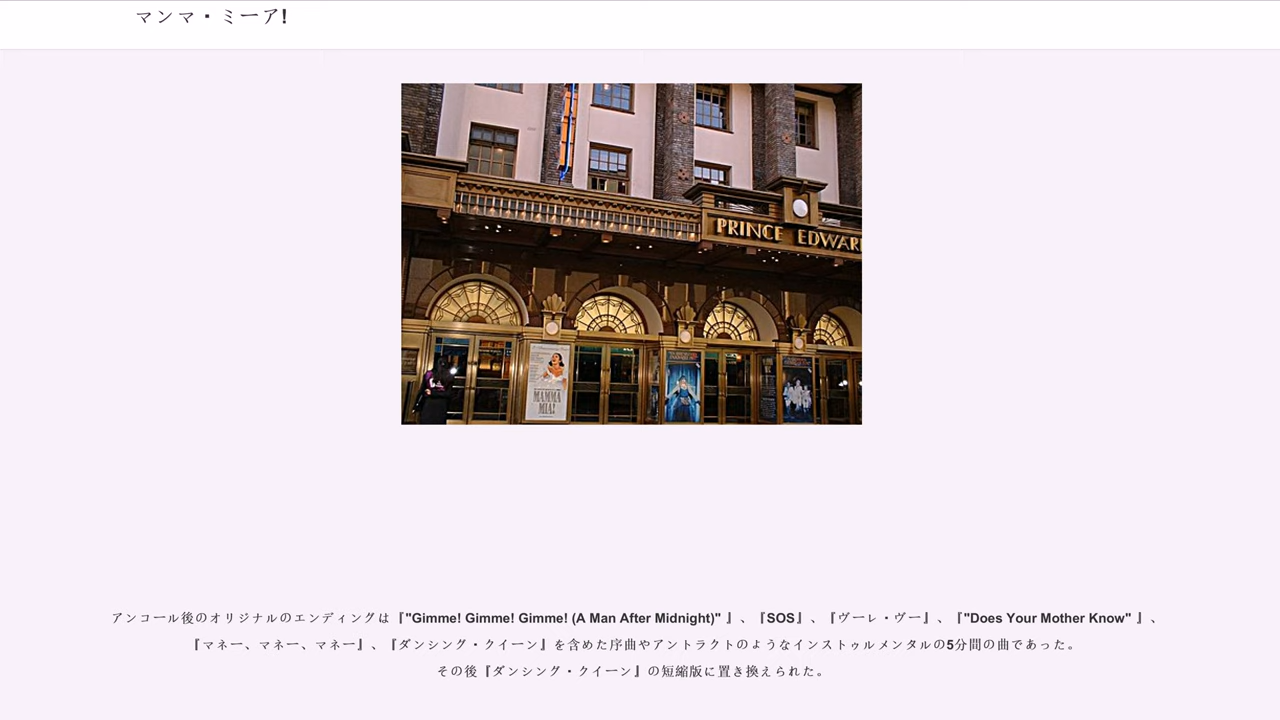 マンマ・ミーア!
PRINCE EDWAR
MAMMA
MIA!
アンコール後のオリジナルのエンディングは『"Gimme! Gimme! Gimme! (A Man After Midnight)" 』、『SOS』、『ヴーレ・ヴー』、『"Does Your Mother Know" 』、
『マネー、マネー、マネー』、『ダンシング・クイーン』を含めた序曲やアントラクトのようなインストゥルメンタルの5分間の曲であった。
その後『ダンシング・クイーン』の短縮版に置き換えられた。